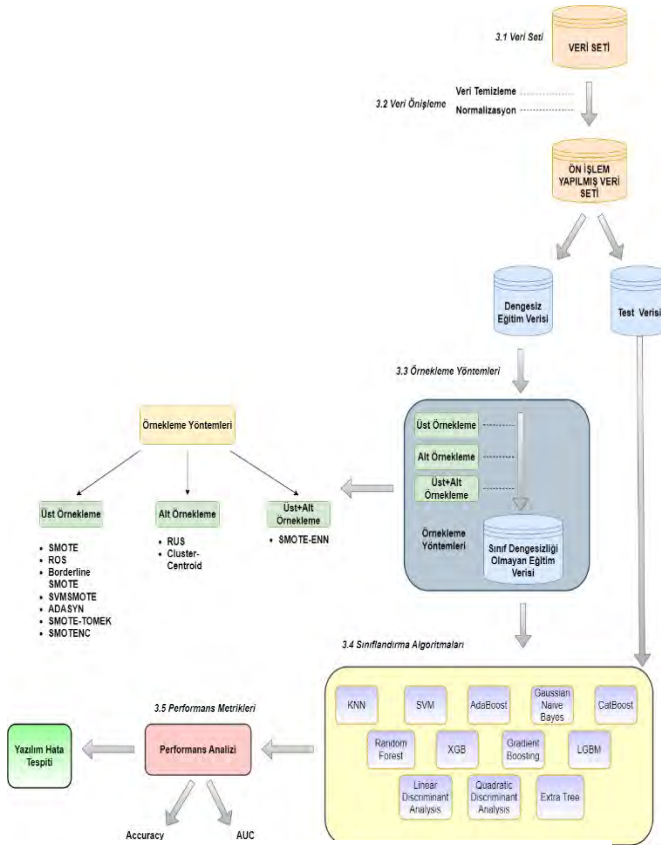 3.1 Veri Seti
VERİ SETİ
Veri Temizleme
3.2 Veri Önişleme
Normalizasyon
ÖN İŞLEM
YAPILMIŞ VERİ
SETİ
Dengesiz
Eğitim Verisi
Test Verisi
3.3 Örnekleme Yöntemleri
Üst Örnekleme
Alt Örnekleme
Üst+Alt
Örnekleme
Örnekleme
Yöntemleri
Sınıf Dengesizliği
Olmayan Eğitim
Verisi
Örnekleme Yöntemleri
Üst Örnekleme
• SMOTE
• ROS
• Borderline
SMOTE
• SVMSMOTE
• ADASYN
• SMOTE-TOMEK
• SMOTENC
Alt Örnekleme
• RUS
• Cluster-
Centroid
Üst+Alt
Örnekleme
• SMOTE-ENN
3.4 Sınıflandırma Algoritmaları
KNN
SVM
AdaBoost
Gaussian
Naive
Bayes
CatBoost
Random
Forest
XGB
Gradient
Boosting
LGBM
Linear
Discriminant
Analysis
Quadratic
Discriminant
Analysis
Extra Tree
3.5 Performans Metrikleri
Performans Analizi
Yazılım Hata
Tespiti
Accuracy
AUC